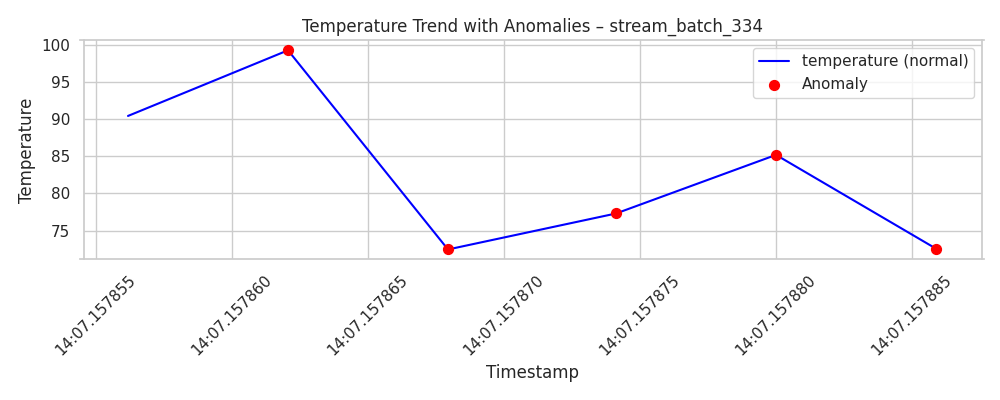 Temperature Trend with Anomalies – stream_batch_334
temperature (normal)
Anomaly
Temperature
100
95
90
85
80
75
14:07.157855
14:07.157860
14:07.157865
14:07.157870
14:07.157875
14:07.157880
14:07.157885
Timestamp